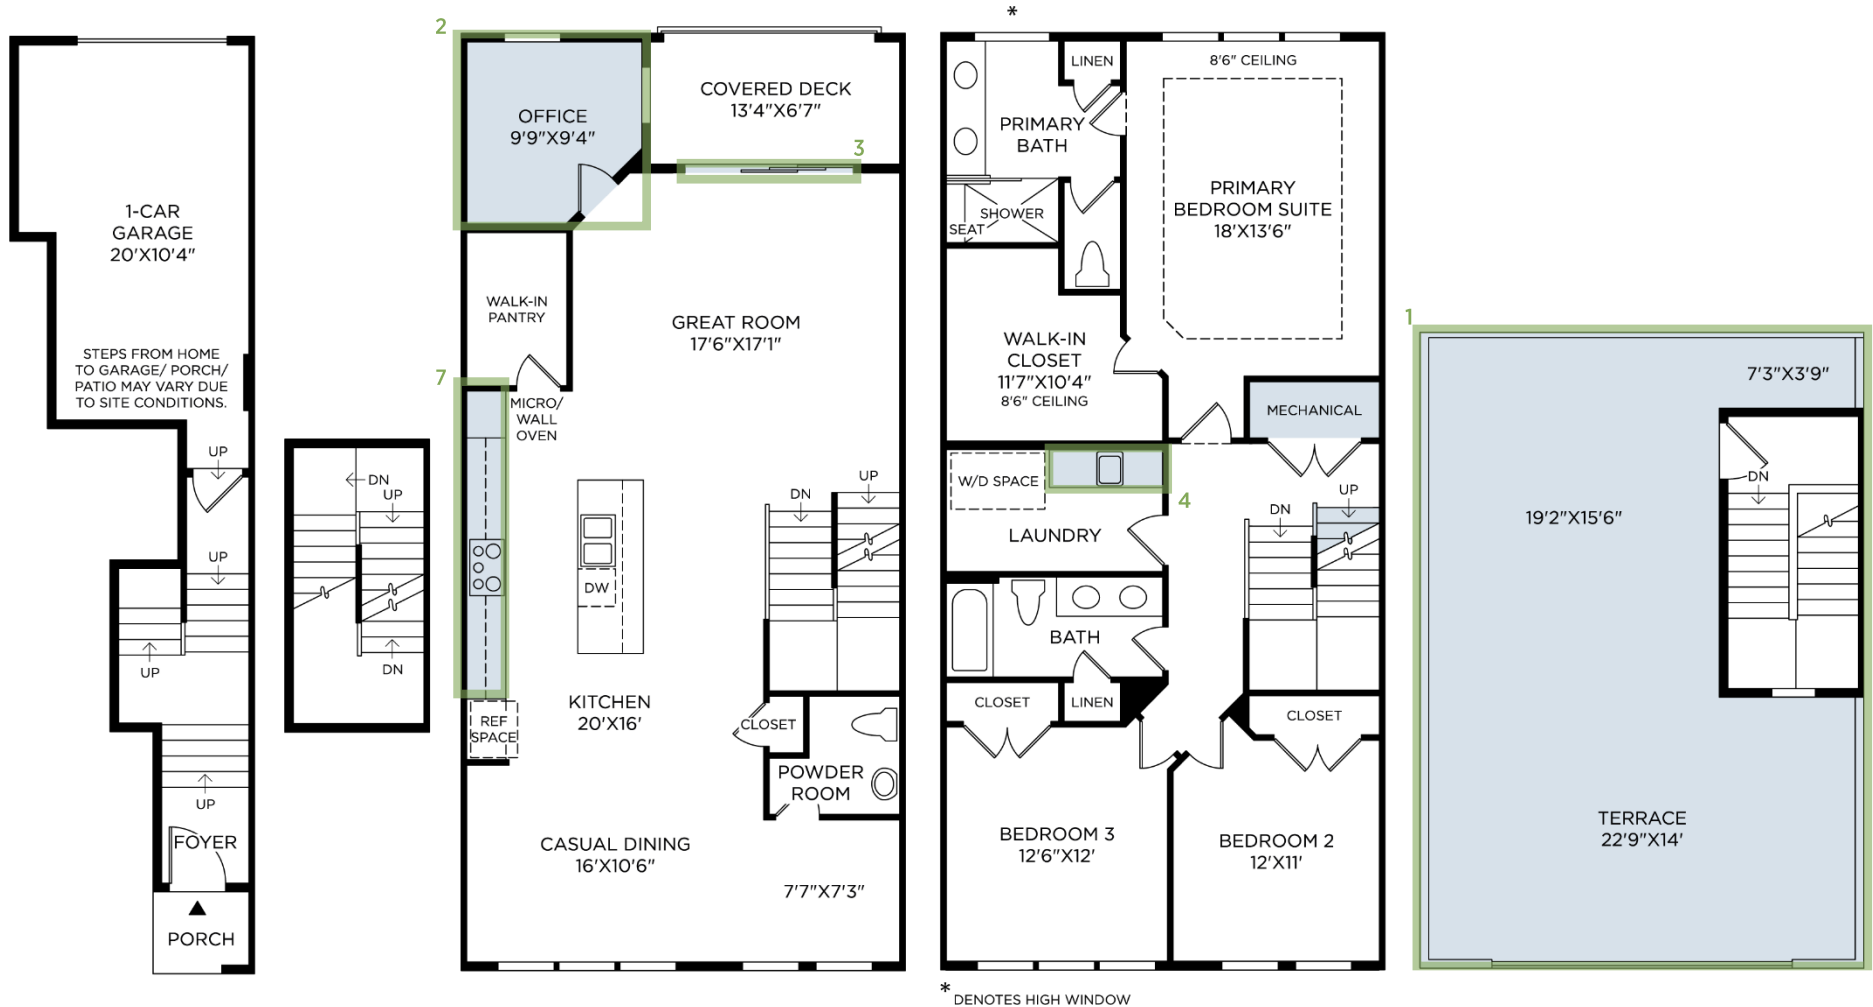 1-CAR
GARAGE
20'X10'4"
STEPS FROM HOME
TO GARAGE/ PORCH/
PATIO MAY VARY DUE
TO SITE CONDITIONS.
UP
UP
UP
UP
FOYER
PORCH
DN
UP
DN
2
OFFICE
9'9"X9'4"
COVERED DECK
13'4"X6'7"
3
WALK-IN
PANTRY
GREAT ROOM
17'6"X17'1"
7
MICRO/
WALL
OVEN
DW
DN
UP
KITCHEN
20'X16'
REF
SPACE
CLOSET
POWDER
ROOM
CASUAL DINING
16'X10'6"
7'7"X7'3"
*
LINEN
8'6" CEILING
PRIMARY
BATH
PRIMARY
BEDROOM SUITE
18'X13'6"
SHOWER
SEAT
WALK-IN
CLOSET
11'7"X10'4"
8'6" CEILING
MECHANICAL
W/D SPACE
4
LAUNDRY
DN
UP
BATH
CLOSET
LINEN
CLOSET
BEDROOM 3
12'6"X12'
BEDROOM 2
12'X11'
* DENOTES HIGH WINDOW
1
7'3"X3'9"
DN
19'2"X15'6"
TERRACE
22'9"X14'